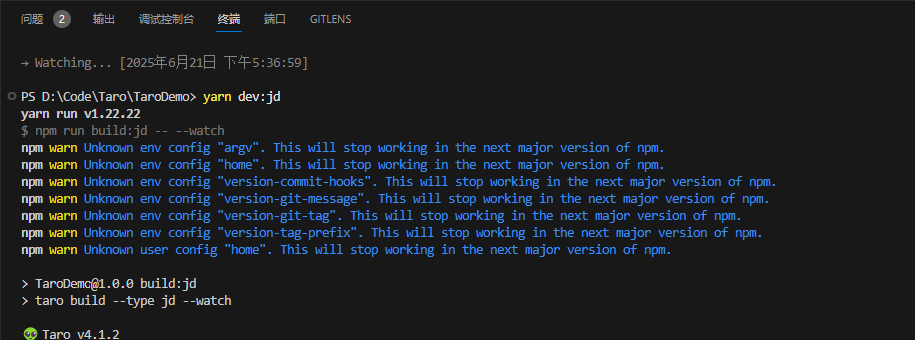 问题 2 输出 调试控制台 终端 端口 GITLENS
→ Watching... [2025年6月21日 下午5:36:59]
PS D:\Code\Taro\TaroDemo> yarn dev:jd
yarn run v1.22.22
$ npm run build:jd -- --watch
npm warn Unknown env config "argv". This will stop working in the next major version of npm.
npm warn Unknown env config "home". This will stop working in the next major version of npm.
npm warn Unknown env config "version-commit-hooks". This will stop working in the next major version of npm.
npm warn Unknown env config "version-git-message". This will stop working in the next major version of npm.
npm warn Unknown env config "version-git-tag". This will stop working in the next major version of npm.
npm warn Unknown env config "version-tag-prefix". This will stop working in the next major version of npm.
npm warn Unknown user config "home". This will stop working in the next major version of npm.
> TaroDemo@1.0.0 build:jd
> taro build --type jd --watch
👽 Taro v4.1.2